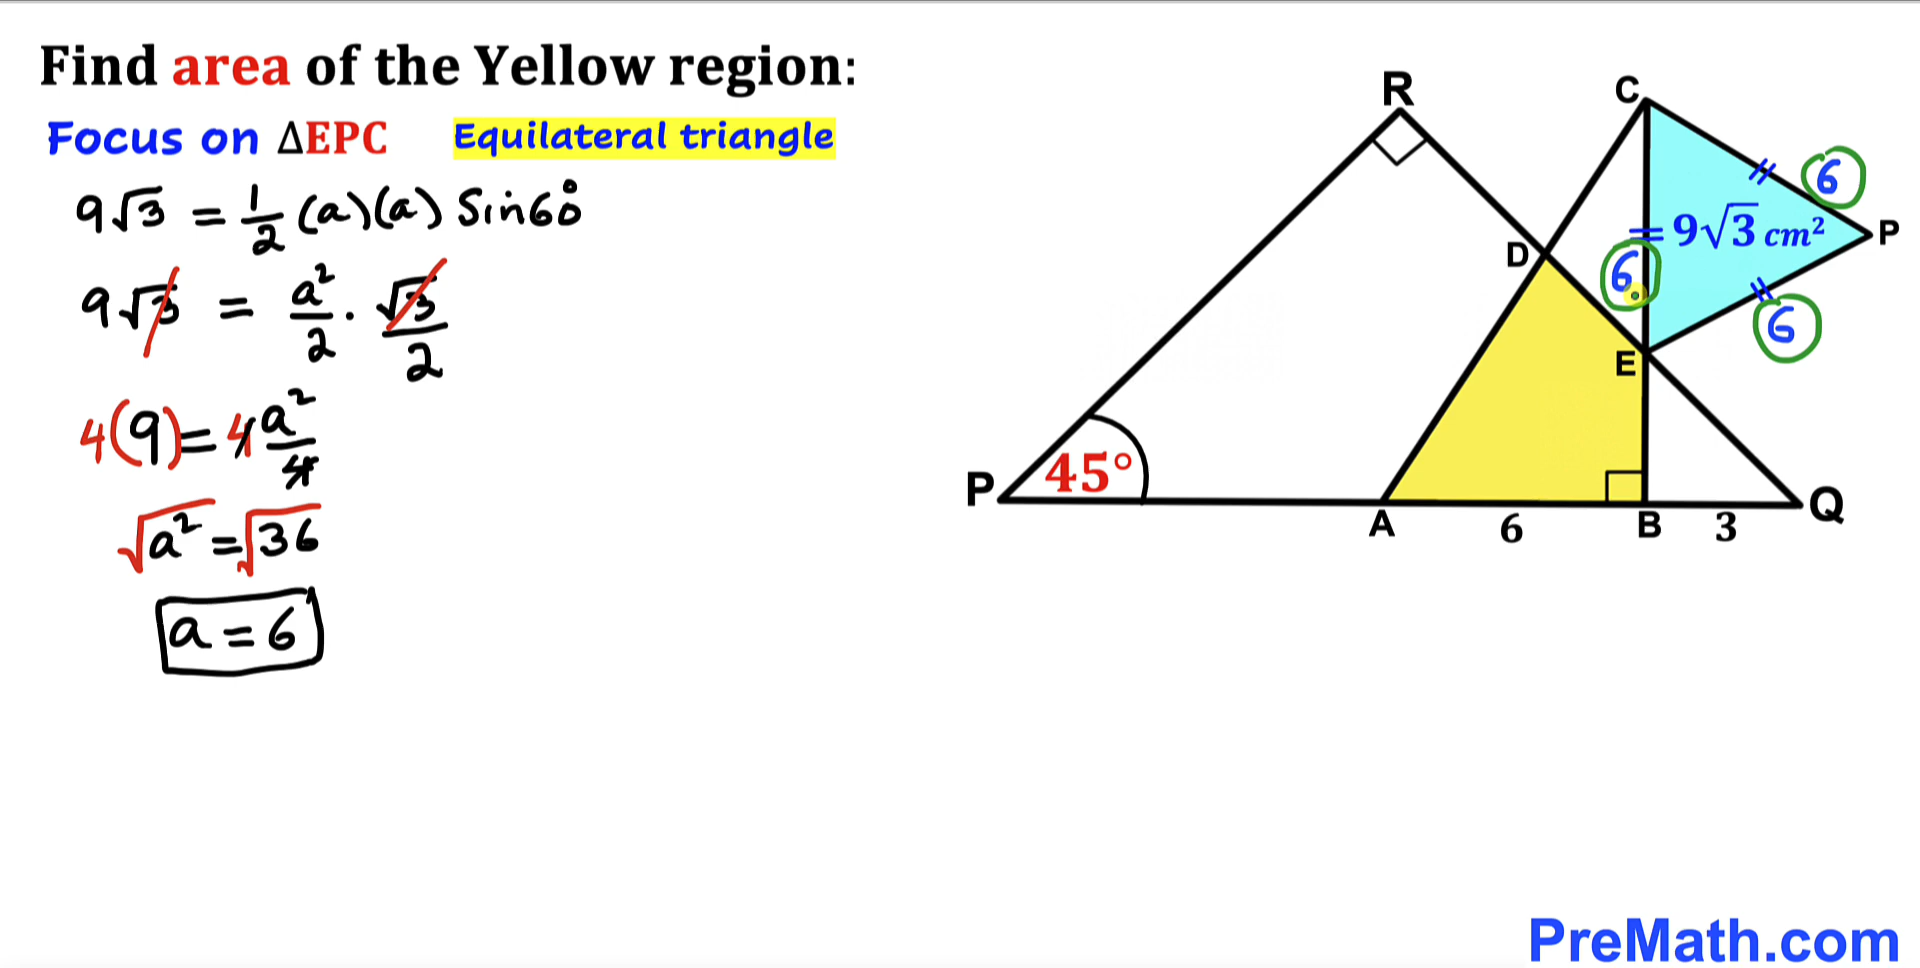 Find area of the Yellow region:
Focus on ΔEPC Equilateral triangle
9√3 = 1/2 (a)(a) Sin60°
9√3 = a²/2 . √3/2
4(9) = 4 a²/4
√a² = √36
a = 6
R
C
6
= 9√3 cm² P
D
6
6
E
P 45°
A 6 B 3 Q
PreMath.com